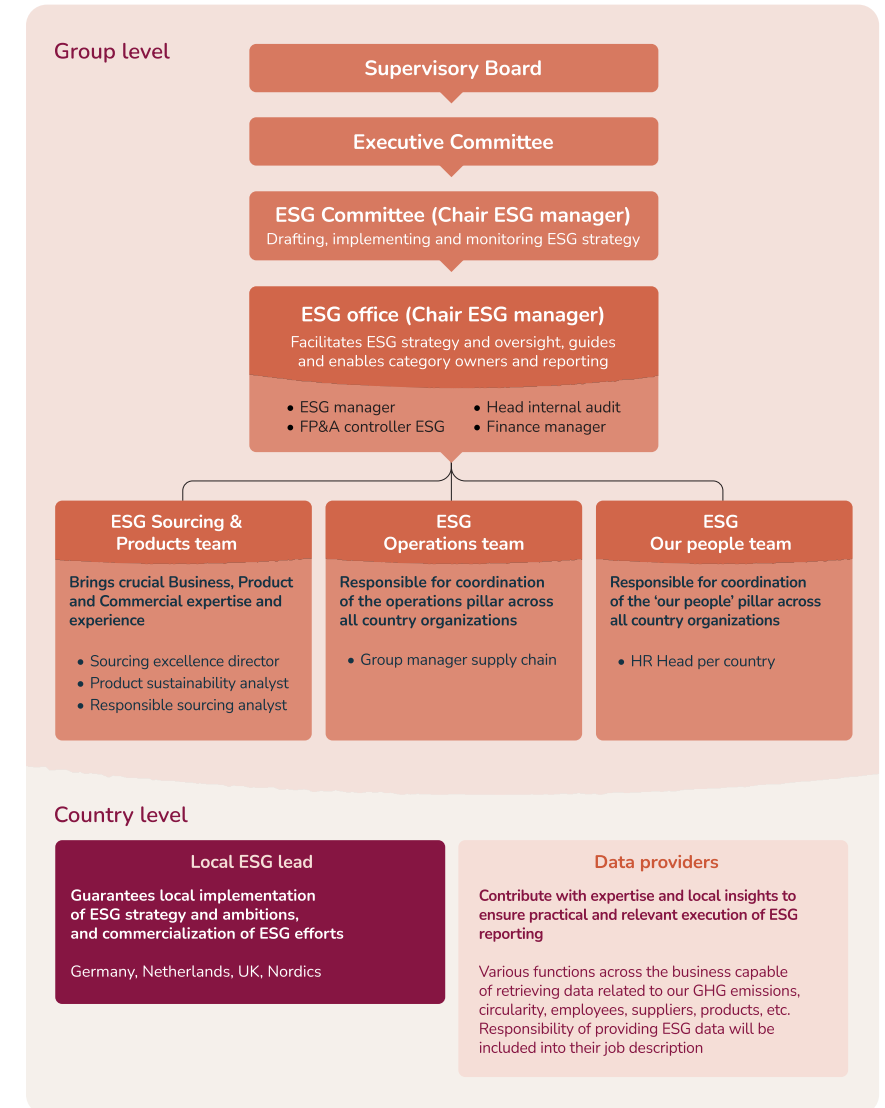 Group level
Supervisory Board
Executive Committee
ESG Committee (Chair ESG manager)
Drafting, implementing and monitoring ESG strategy
ESG office (Chair ESG manager)
Facilitates ESG strategy and oversight, guides
and enables category owners and reporting
• ESG manager
• FP&A controller ESG
• Head internal audit
• Finance manager
ESG Sourcing &
Products team
Brings crucial Business, Product
and Commercial expertise and
experience
• Sourcing excellence director
• Product sustainability analyst
• Responsible sourcing analyst
ESG
Operations team
Responsible for coordination
of the operations pillar across
all country organizations
• Group manager supply chain
ESG
Our people team
Responsible for coordination
of the ‘our people’ pillar across
all country organizations
• HR Head per country
Country level
Local ESG lead
Guarantees local implementation
of ESG strategy and ambitions,
and commercialization of ESG efforts
Germany, Netherlands, UK, Nordics
Data providers
Contribute with expertise and local insights to
ensure practical and relevant execution of ESG
reporting
Various functions across the business capable
of retrieving data related to our GHG emissions,
circularity, employees, suppliers, products, etc.
Responsibility of providing ESG data will be
included into their job description